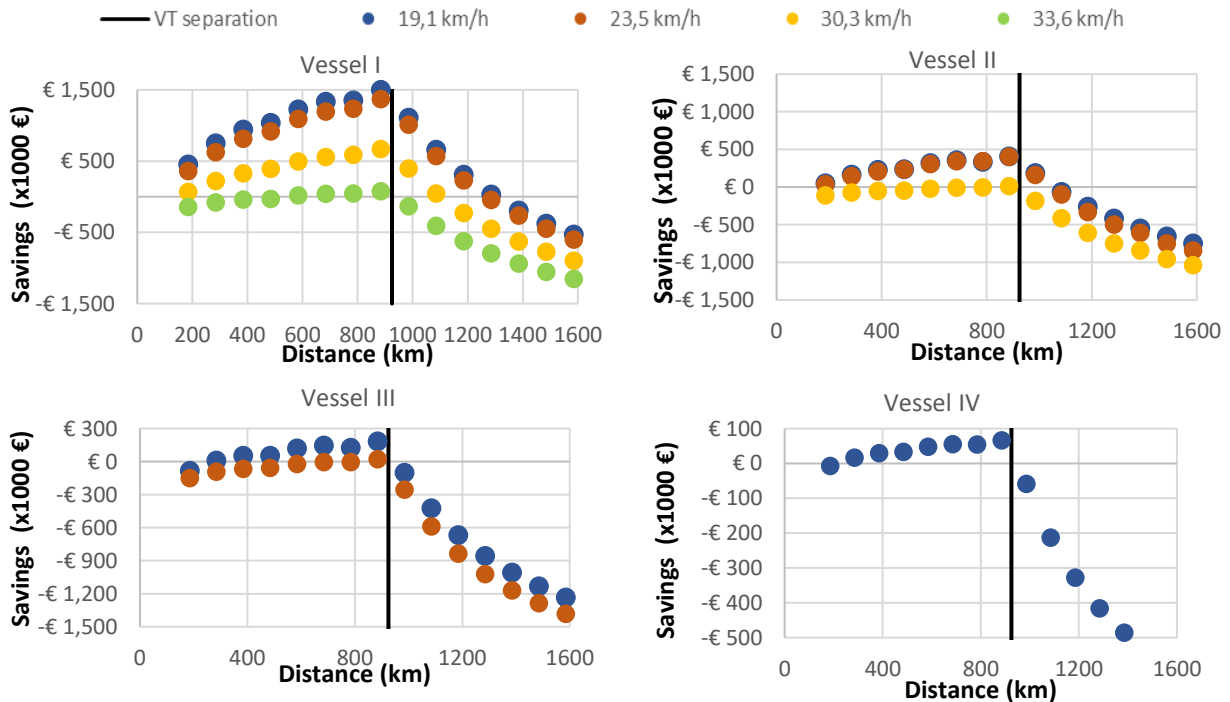 VT separation 19,1 km/h 23,5 km/h 30,3 km/h 33,6 km/h
Vessel I
Savings (x1000 €)
€ 1,500
€ 500
-€ 500
-€ 1,500
0 200 400 600 800 1000 1200 1400 1600
Distance (km)
Vessel II
Savings (x1000 €)
€ 1,500
€ 1,000
€ 500
€ 0
-€ 500
-€ 1,000
-€ 1,500
0 400 800 1200 1600
Distance (km)
Vessel III
Savings (x1000 €)
€ 300
€ 0
-€ 300
-€ 600
-€ 900
-€ 1,200
-€ 1,500
0 400 800 1200 1600
Distance (km)
Vessel IV
Savings (x1000 €)
€ 100
€ 0
-€ 100
-€ 200
-€ 300
-€ 400
-€ 500
0 400 800 1200 1600
Distance (km)